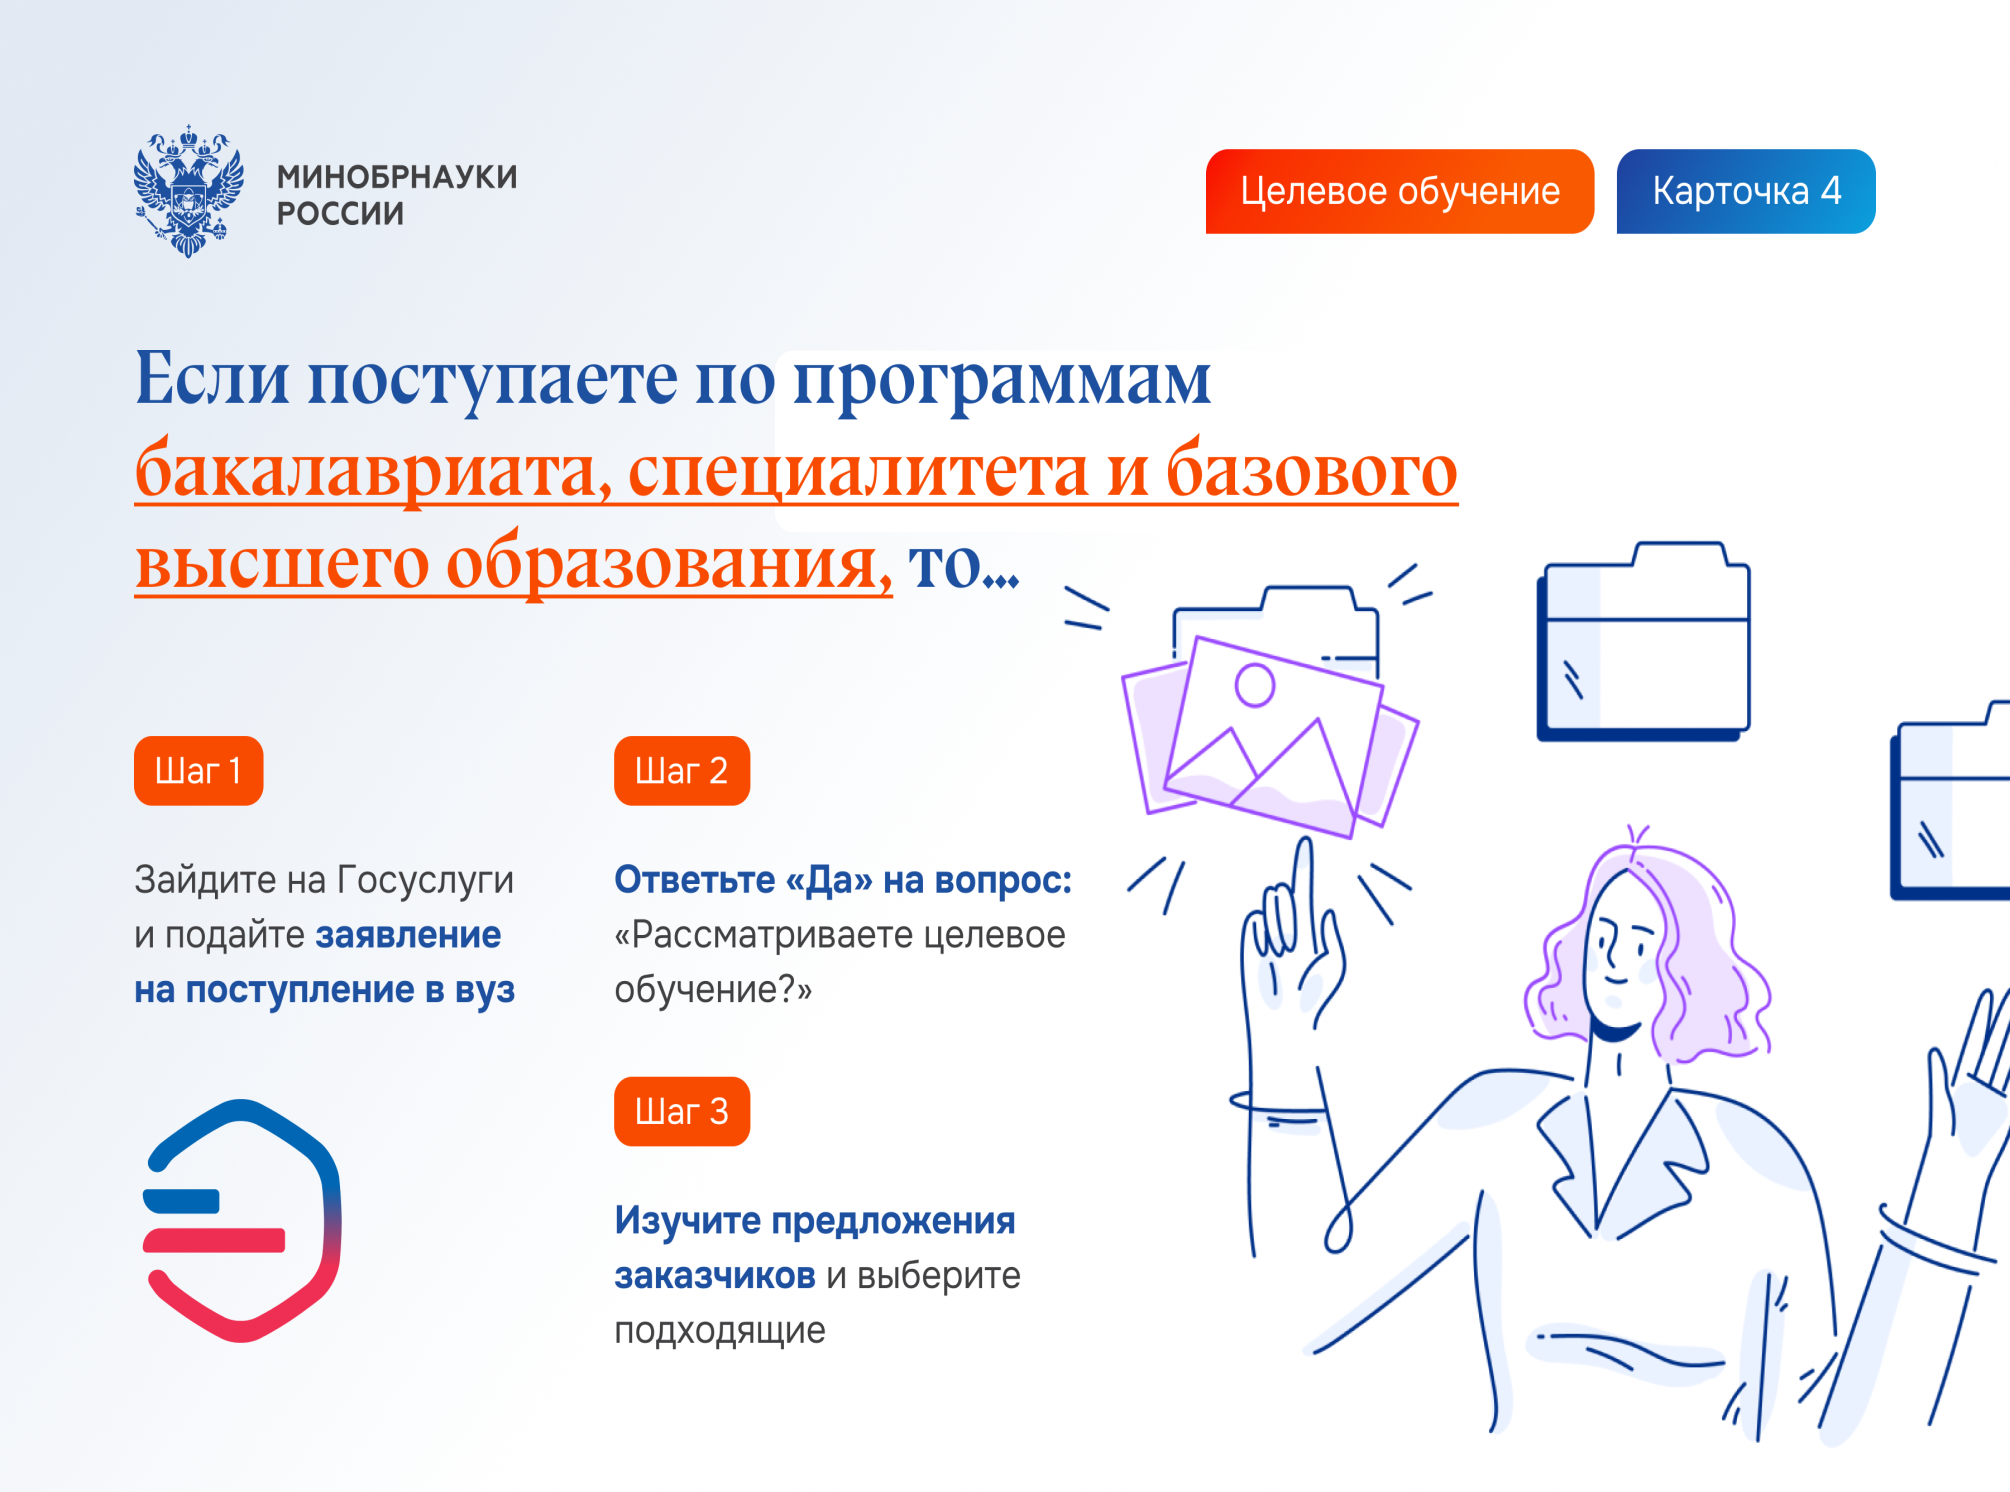 МИНОБРНАУКИ
РОССИИ
Целевое обучение
Карточка 4
Если поступаете по программам
бакалавриата, специалитета и базового
высшего образования, то...
Шаг 1
Зайдите на Госуслуги
и подайте заявление
на поступление в вуз
Шаг 2
Ответьте «Да» на вопрос:
«Рассматриваете целевое
обучение?»
Шаг 3
Изучите предложения
заказчиков и выберите
подходящие